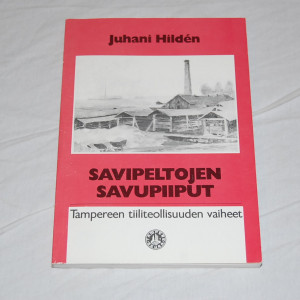 Juhani Hildén
SAVIPELTOJEN
SAVUPIIPUT
Tampereen tiiliteollisuuden vaiheet